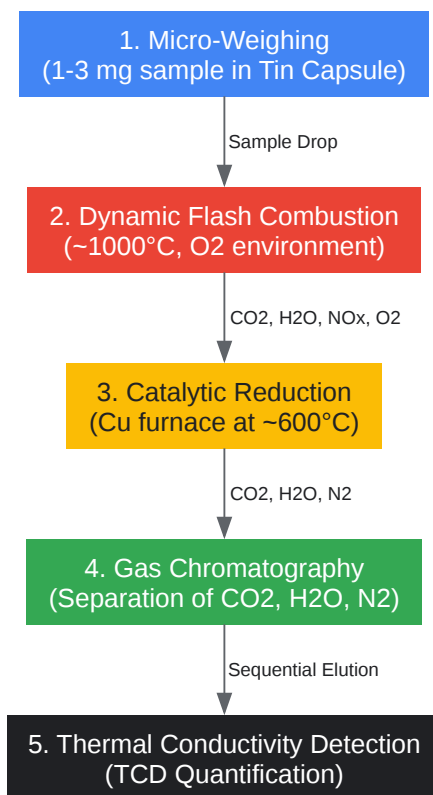 1. Micro-Weighing
(1-3 mg sample in Tin Capsule)
Sample Drop
2. Dynamic Flash Combustion
(~1000°C, O2 environment)
CO2, H2O, NOx, O2
3. Catalytic Reduction
(Cu furnace at ~600°C)
CO2, H2O, N2
4. Gas Chromatography
(Separation of CO2, H2O, N2)
Sequential Elution
5. Thermal Conductivity Detection
(TCD Quantification)